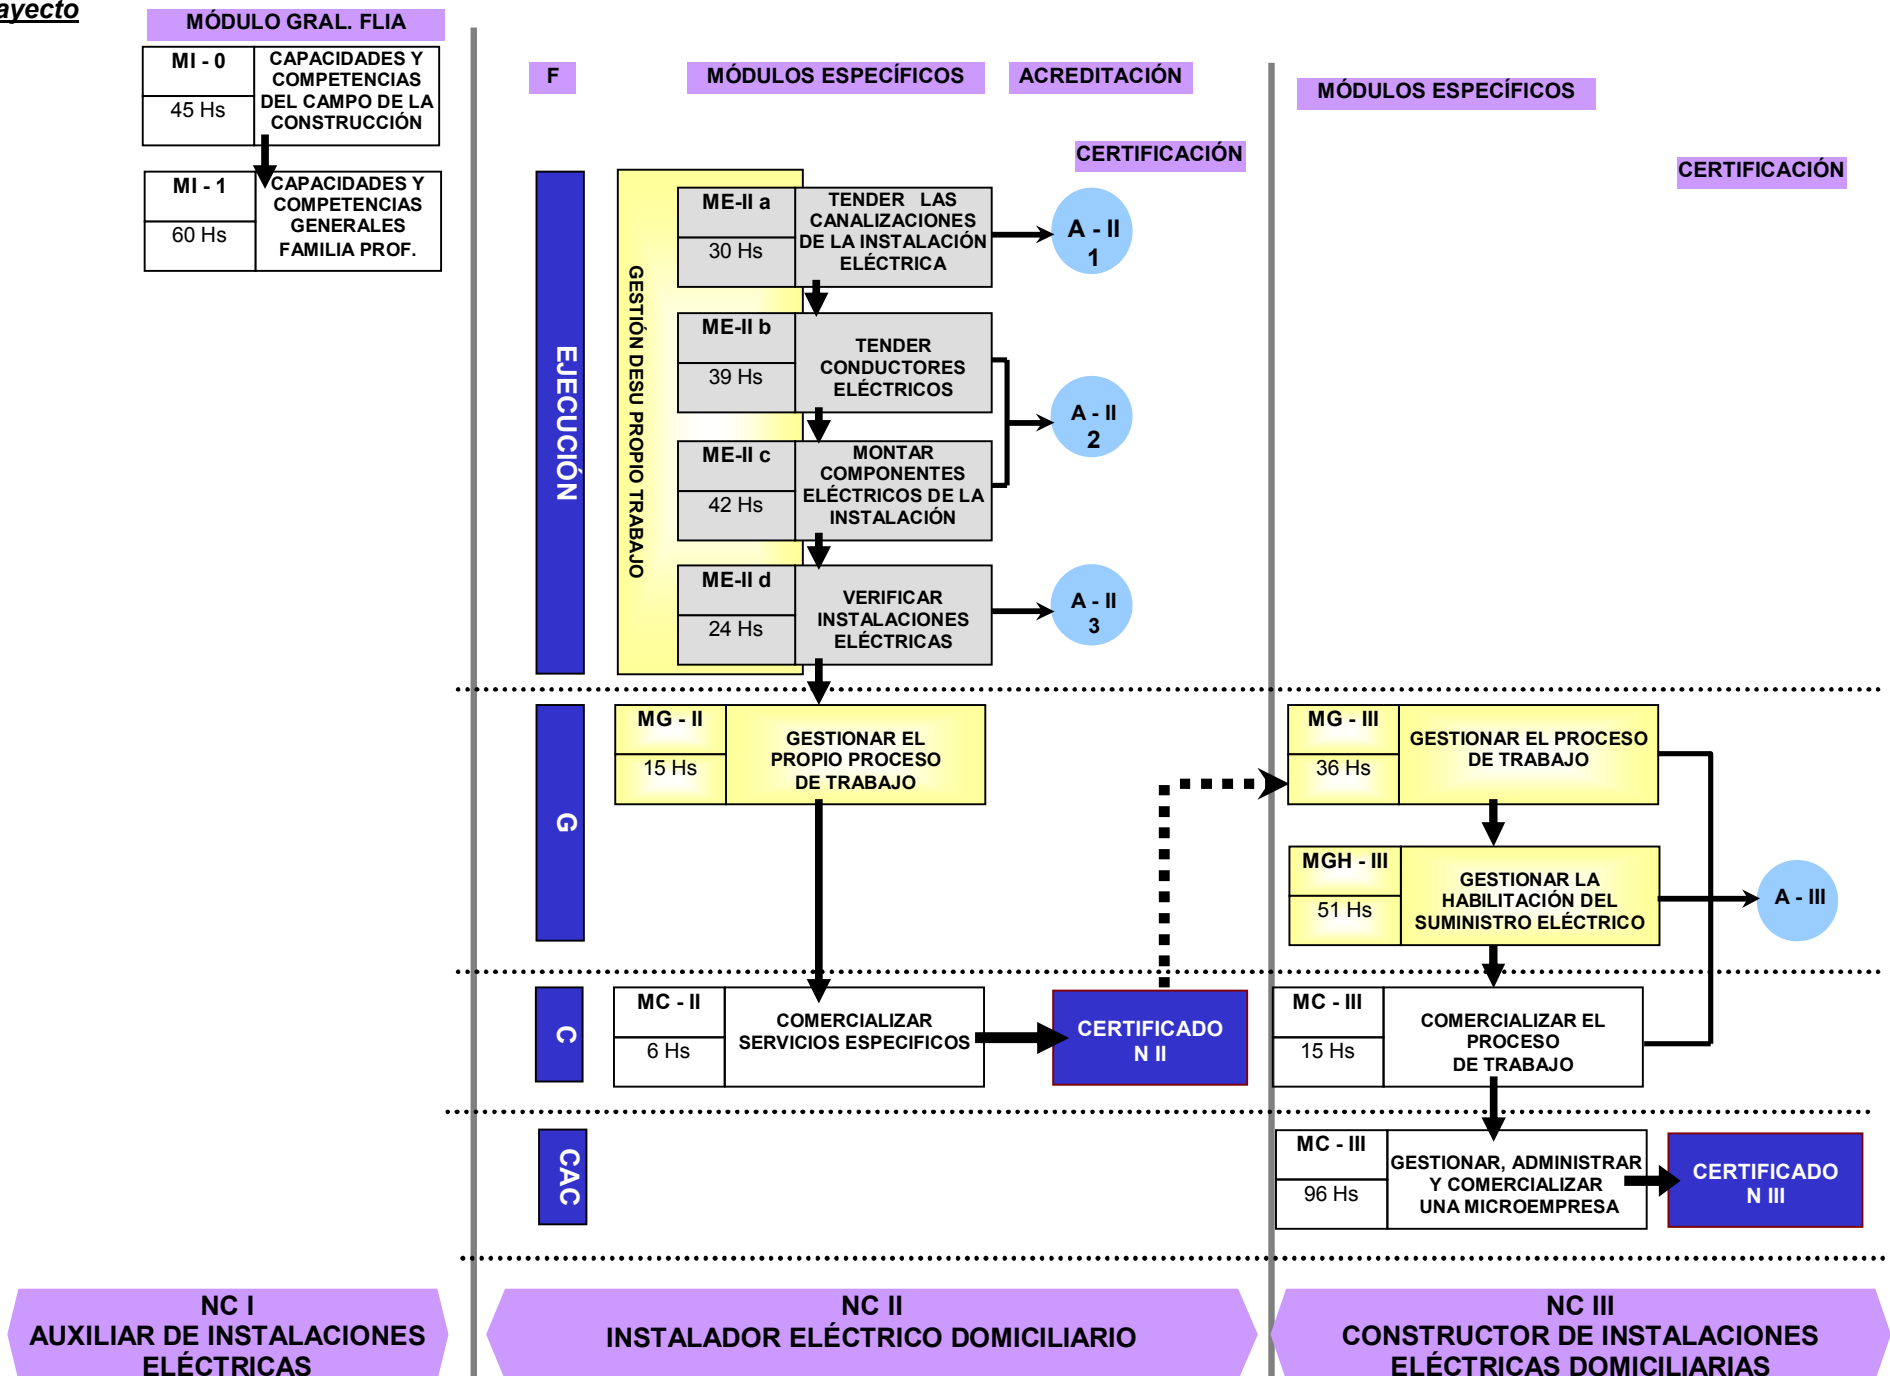 ayecto
MÓDULO GRAL. FLIA
MI - 0
45 Hs
CAPACIDADES Y
COMPETENCIAS
DEL CAMPO DE LA
CONSTRUCCIÓN
MI - 1
60 Hs
CAPACIDADES Y
COMPETENCIAS
GENERALES
FAMILIA PROF.
F
MÓDULOS ESPECÍFICOS
ACREDITACIÓN
CERTIFICACIÓN
EJECUCIÓN
GESTIÓN DESU PROPIO TRABAJO
ME-II a
30 Hs
TENDER LAS
CANALIZACIONES
DE LA INSTALACIÓN
ELÉCTRICA
A - II
1
ME-II b
39 Hs
TENDER
CONDUCTORES
ELÉCTRICOS
A - II
2
ME-II c
42 Hs
MONTAR
COMPONENTES
ELÉCTRICOS DE LA
INSTALACIÓN
ME-II d
24 Hs
VERIFICAR
INSTALACIONES
ELÉCTRICAS
A - II
3
G
MG - II
15 Hs
GESTIONAR EL
PROPIO PROCESO
DE TRABAJO
C
MC - II
6 Hs
COMERCIALIZAR
SERVICIOS ESPECIFICOS
CERTIFICADO
N II
CAC
MÓDULOS ESPECÍFICOS
CERTIFICACIÓN
MG - III
36 Hs
GESTIONAR EL PROCESO
DE TRABAJO
MGH - III
51 Hs
GESTIONAR LA
HABILITACIÓN DEL
SUMINISTRO ELÉCTRICO
A - III
MC - III
15 Hs
COMERCIALIZAR EL
PROCESO
DE TRABAJO
MC - III
96 Hs
GESTIONAR, ADMINISTRAR
Y COMERCIALIZAR
UNA MICROEMPRESA
CERTIFICADO
N III
NC I
AUXILIAR DE INSTALACIONES
ELÉCTRICAS
NC II
INSTALADOR ELÉCTRICO DOMICILIARIO
NC III
CONSTRUCTOR DE INSTALACIONES
ELÉCTRICAS DOMICILIARIAS